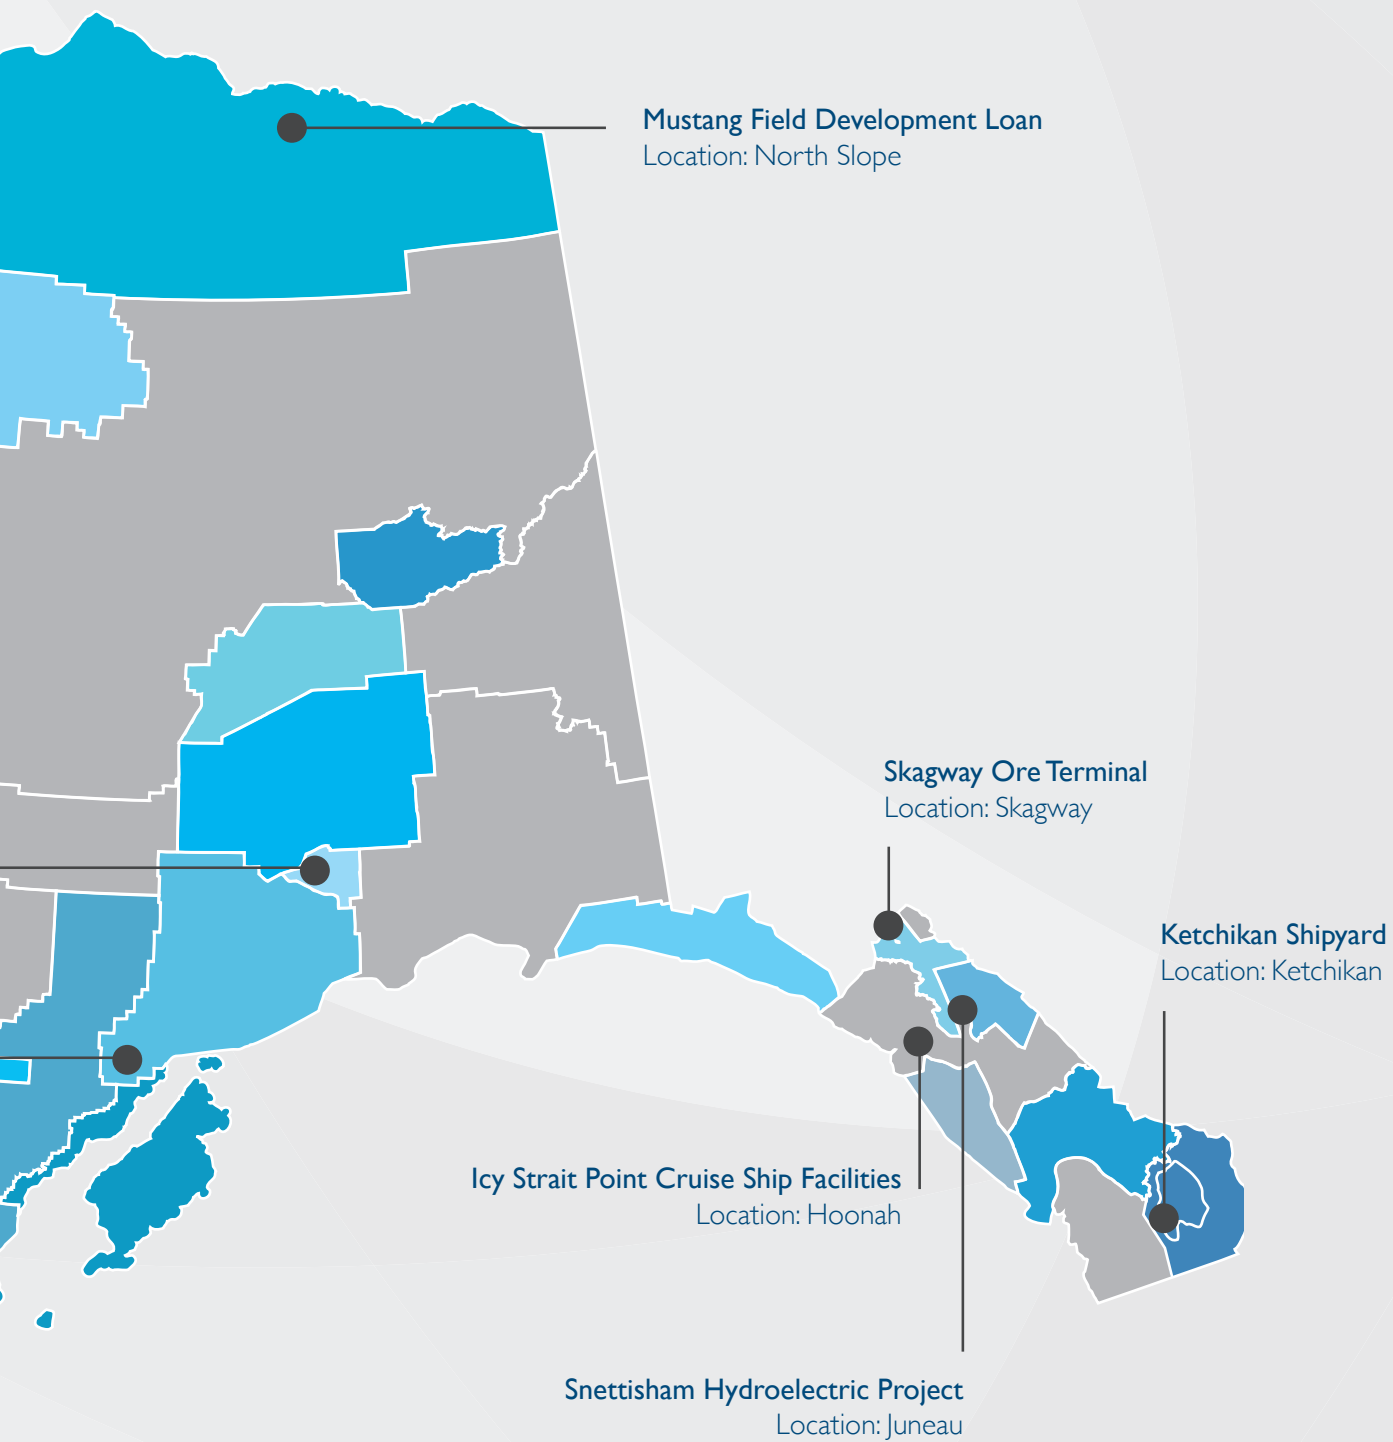 Mustang Field Development Loan
Location: North Slope
Skagway Ore Terminal
Location: Skagway
Ketchikan Shipyard
Location: Ketchikan
Icy Strait Point Cruise Ship Facilities
Location: Hoonah
Snettisham Hydroelectric Project
Location: Juneau